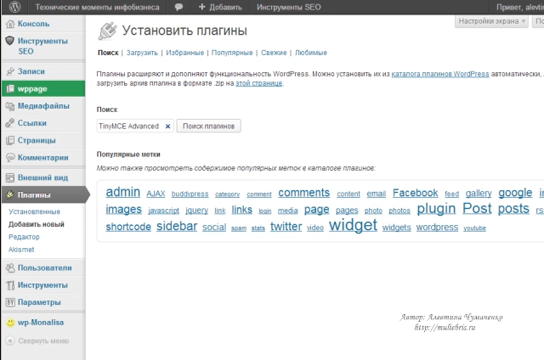 Технические моменты инфобизнеса
Добавить
Инструменты SEO
Привет,
Настройки экрана
Консоль
Инструменты
SEO
Записи
wppage
Медиафайлы
Ссылки
Страницы
Комментарии
Внешний вид
Плагины
Установленные
Добавить новый
Редактор
Akismet
Пользователи
Инструменты
Параметры
wp-Monalisa
Свернуть меню
Установить плагины
Поиск | Загрузить | Избранные | Популярные | Свежие | Любимые
Плагины расширяют и дополняют функциональность WordPress. Можно установить их из каталога плагинов WordPress автоматически,
загрузить архив плагина в формате .zip на этой странице.
Поиск
TinyMCE Advanced
Поиск плагинов
Популярные метки
Можно также просмотреть содержимое популярных меток в каталоге плагинов:
admin AJAX buddypress category comment comments content email Facebook feed gallery google
images javascript jquery link links login media page pages photo photos plugin Post posts
shortcode sidebar social spam stats twitter video widget widgets wordpress youtube
Автор: Алевтина Чумаченко
http://muliebris.ru